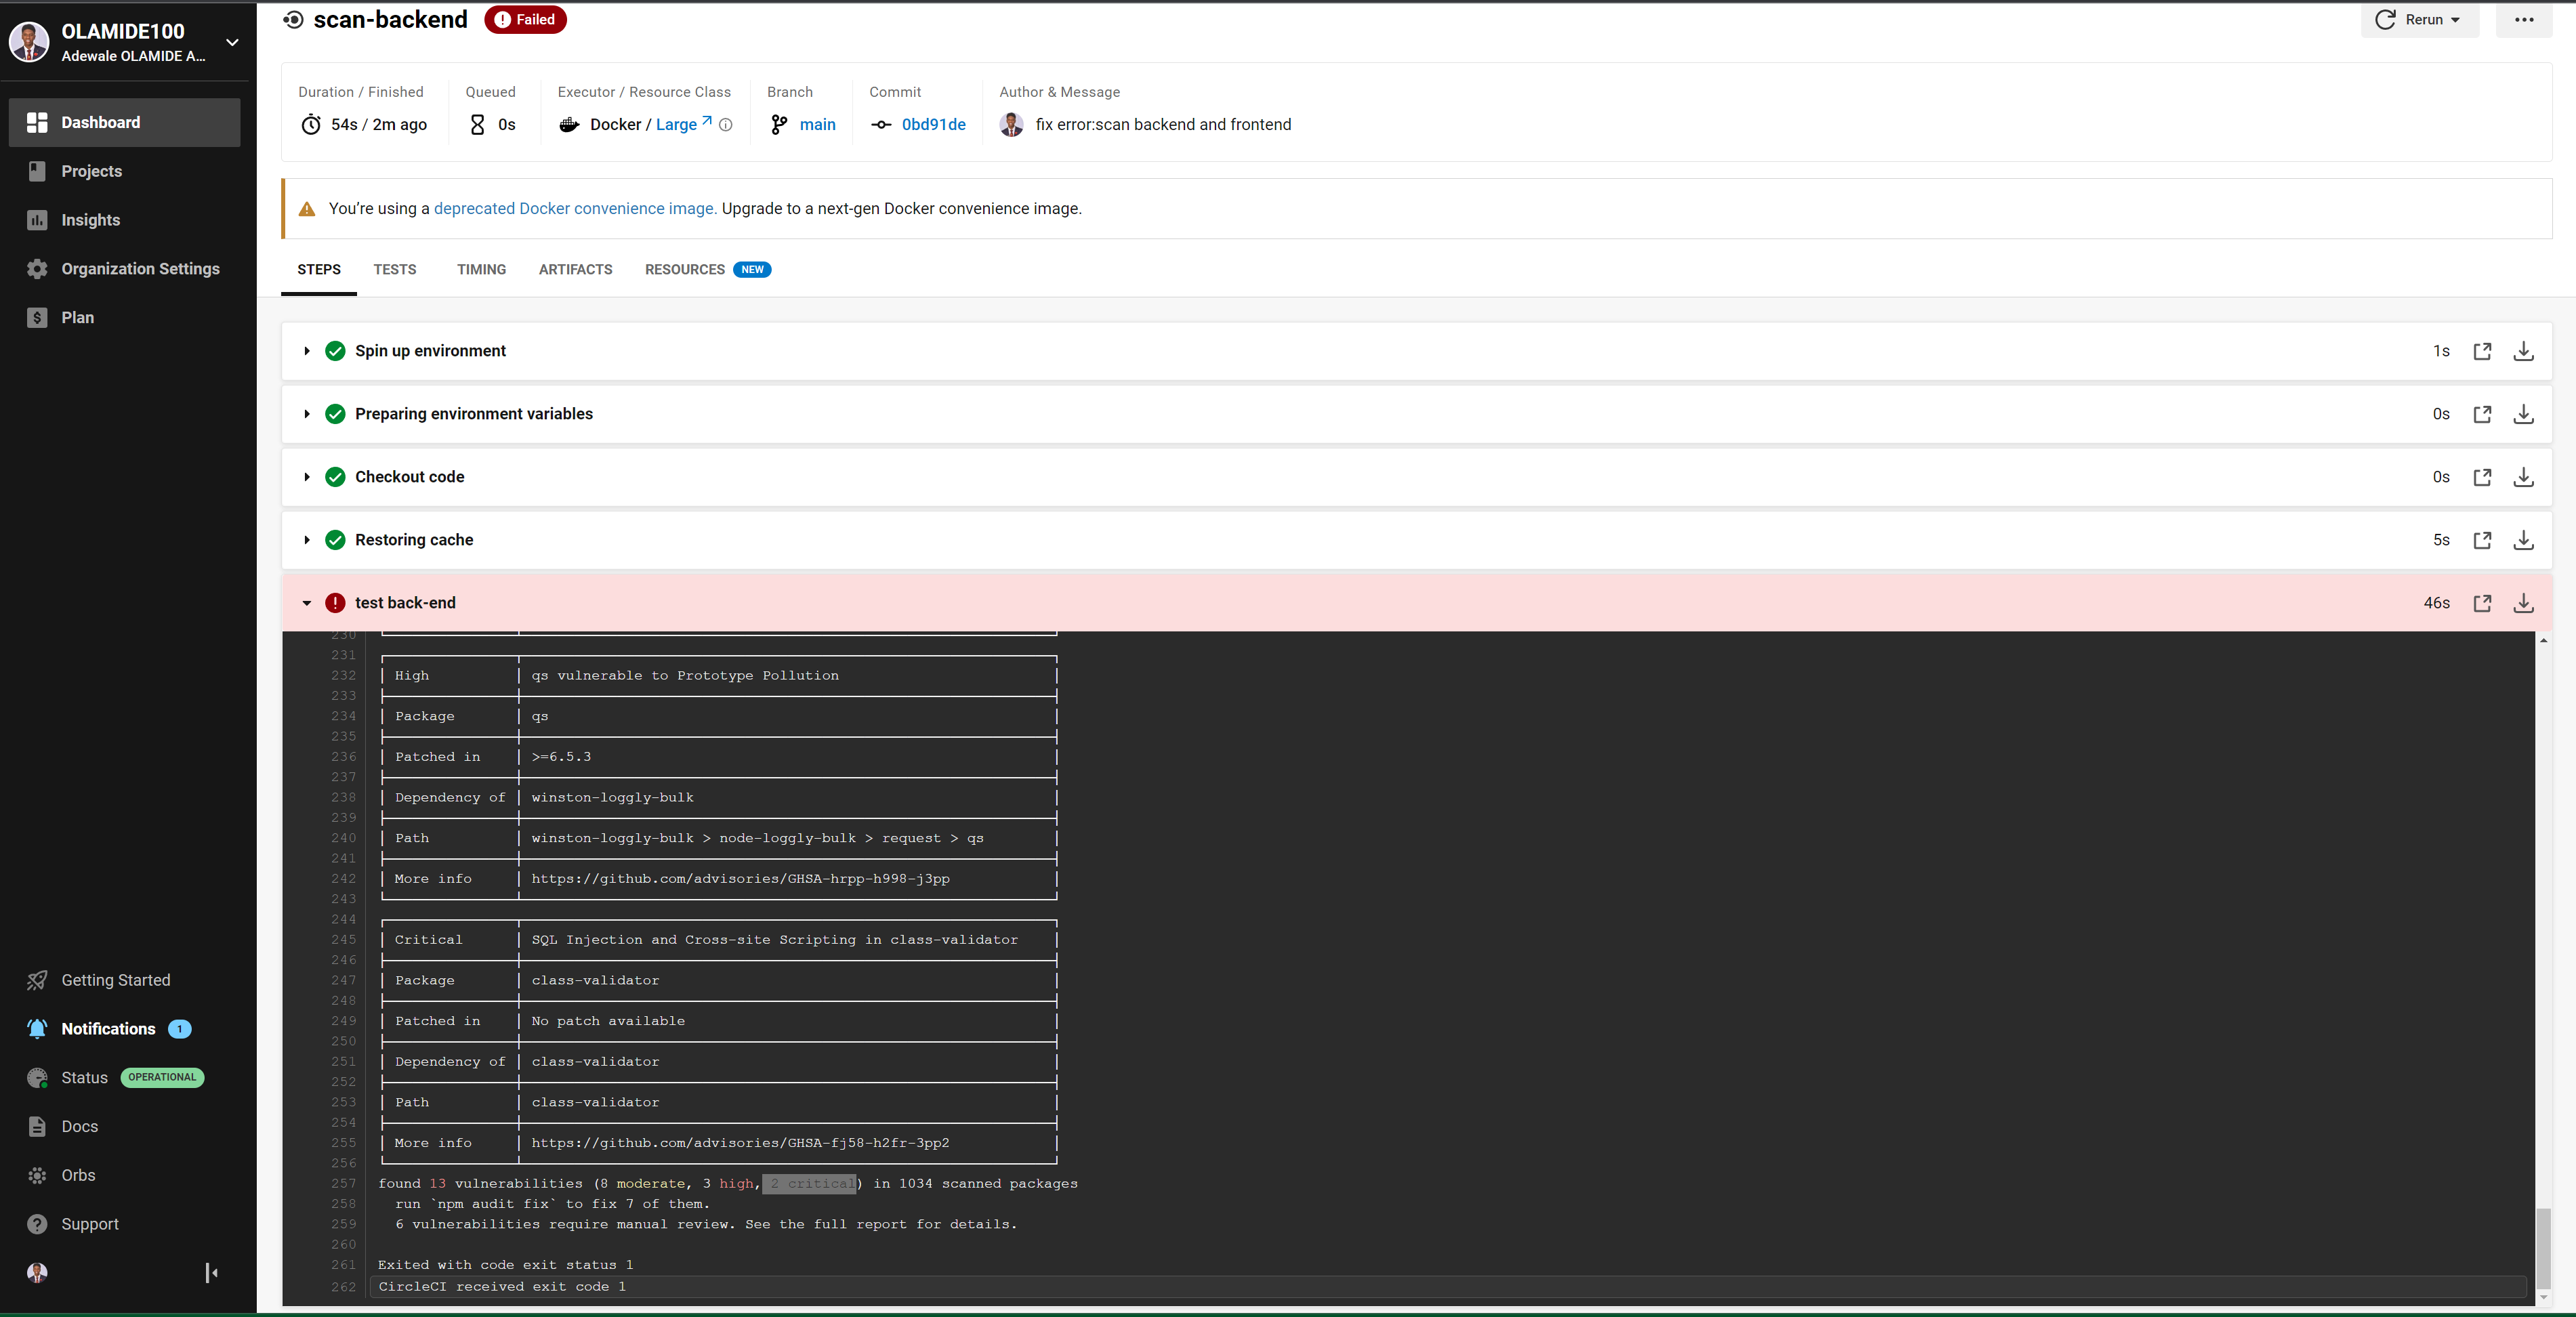 OLAMIDE100
Adewale OLAMIDE A...
Dashboard
Projects
Insights
Organization Settings
Plan
Getting Started
Notifications 1
Status OPERATIONAL
Docs
Orbs
Support
scan-backend Failed
Rerun
Duration / Finished
54s / 2m ago
Queued
0s
Executor / Resource Class
Docker / Large
Branch
main
Commit
0bd91de
Author & Message
fix error:scan backend and frontend
You're using a deprecated Docker convenience image. Upgrade to a next-gen Docker convenience image.
STEPS TESTS TIMING ARTIFACTS RESOURCES NEW
Spin up environment 1s
Preparing environment variables 0s
Checkout code 0s
Restoring cache 5s
test back-end 46s
230
231
232 High qs vulnerable to Prototype Pollution
233
234 Package qs
235
236 Patched in >=6.5.3
237
238 Dependency of winston-loggly-bulk
239
240 Path winston-loggly-bulk > node-loggly-bulk > request > qs
241
242 More info https://github.com/advisories/GHSA-hrpp-h998-j3pp
243
244
245 Critical SQL Injection and Cross-site Scripting in class-validator
246
247 Package class-validator
248
249 Patched in No patch available
250
251 Dependency of class-validator
252
253 Path class-validator
254
255 More info https://github.com/advisories/GHSA-fj58-h2fr-3pp2
256
257 found 13 vulnerabilities (8 moderate, 3 high, 2 critical) in 1034 scanned packages
258 run `npm audit fix` to fix 7 of them.
259 6 vulnerabilities require manual review. See the full report for details.
260
261 Exited with code exit status 1
262 CircleCI received exit code 1